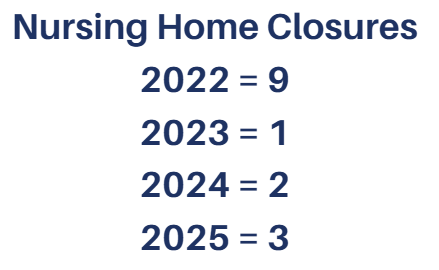 Nursing Home Closures
2022 = 9
2023 = 1
2024 = 2
2025 = 3